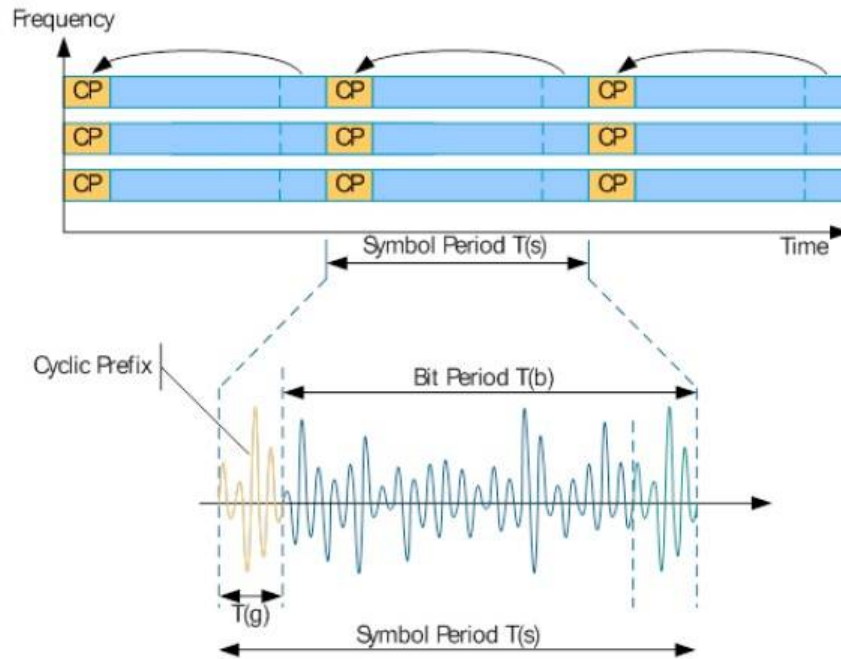 Frequency
CP CP CP
CP CP CP
CP CP CP
Symbol Period T(s) Time
Cyclic Prefix
Bit Period T(b)
T(g)
Symbol Period T(s)